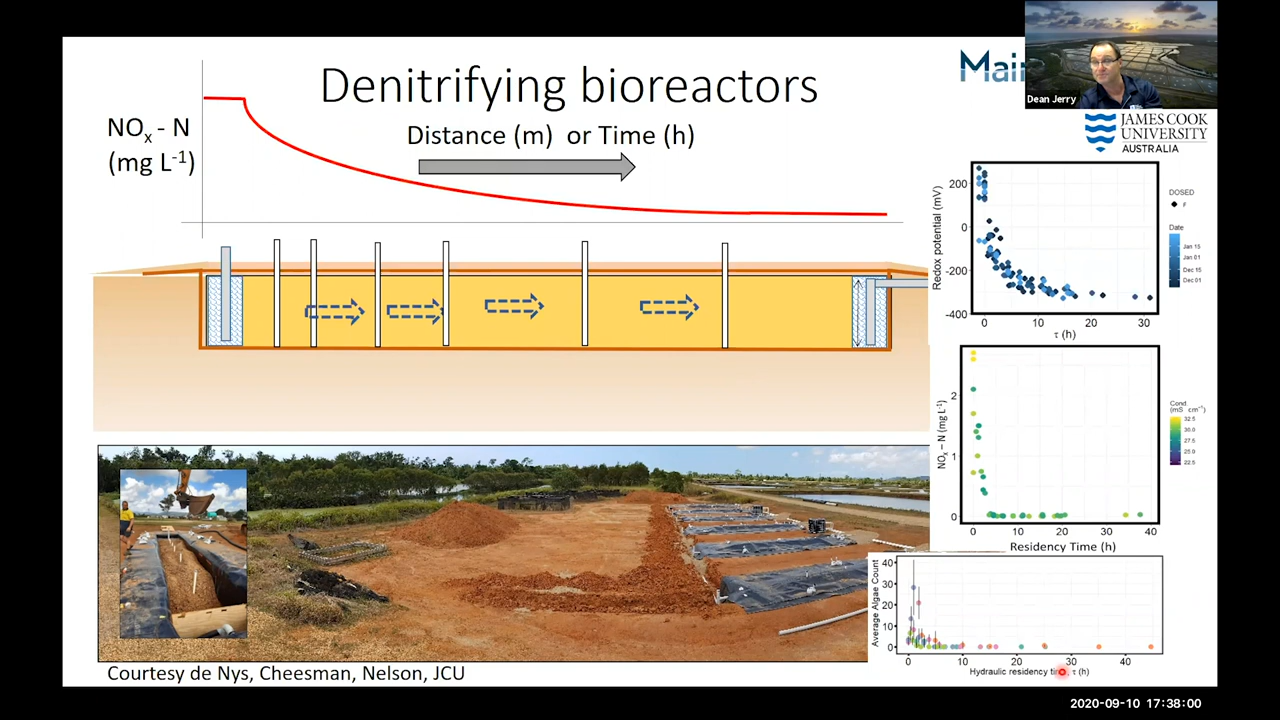 Denitrifying bioreactors
NOx - N
(mg L-1)
Distance (m) or Time (h)
Main
Dean Jerry
JAMES COOK
UNIVERSITY
AUSTRALIA
Redox potential (mV)
200
0
-200
-400
0 10 20 30
τ (h)
DOSED
F
Date
Jan 15
Jan 01
Dec 15
Dec 01
NOx – N (mg L-1)
2
1
0
0 10 20 30 40
Residency Time (h)
Cond.
(mS cm-1)
32.5
30.0
27.5
25.0
22.5
Average Algae Count
40
30
20
10
0
0 10 20 30 40
Hydraulic residency τ (h)
Courtesy de Nys, Cheesman, Nelson, JCU
2020-09-10 17:38:00